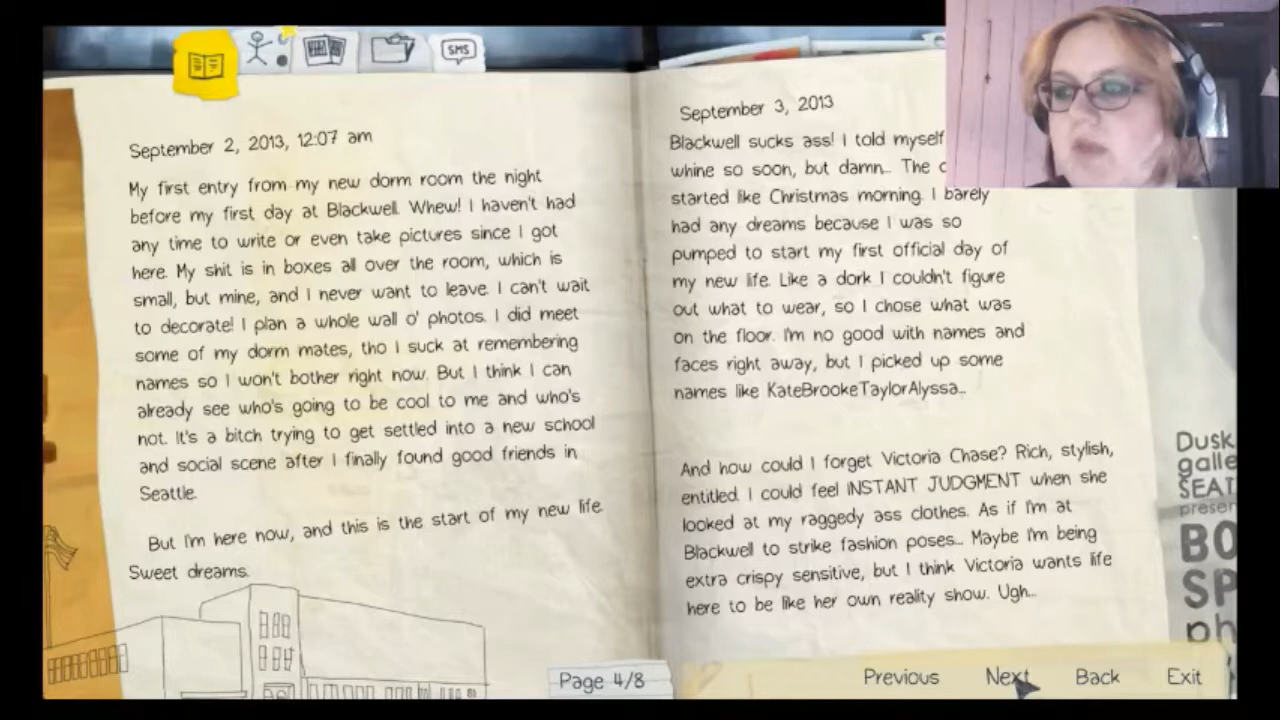 SMS
September 2, 2013, 12:07 am
My first entry from my new dorm room the night
before my first day at Blackwell. Whew! I haven't had
any time to write or even take pictures since I got
here. My shit is in boxes all over the room, which is
small, but mine, and I never want to leave. I can't wait
to decorate! I plan a whole wall o' photos. I did meet
some of my dorm mates, tho I suck at remembering
names so I won't bother right now. But I think I can
already see who's going to be cool to me and who's
not. It's a bitch trying to get settled into a new school
and social scene after I finally found good friends in
Seattle.
But I'm here now, and this is the start of my new life.
Sweet dreams.
September 3, 2013
Blackwell sucks ass! I told myself
whine so soon, but damn... The
started like Christmas morning. I barely
had any dreams because I was so
pumped to start my first official day of
my new life. Like a dork I couldn't figure
out what to wear, so I chose what was
on the floor. I'm no good with names and
faces right away, but I picked up some
names like KateBrookeTaylorAlyssa...
And how could I forget Victoria Chase? Rich, stylish,
entitled. I could feel INSTANT JUDGMENT when she
looked at my raggedy ass clothes. As if I'm at
Blackwell to strike fashion poses... Maybe I'm being
extra crispy sensitive, but I think Victoria wants life
here to be like her own reality show. Ugh...
Dusk
galle
SEAT
presen
BO
SP
ph
Page 4/8
Previous Next Back Exit